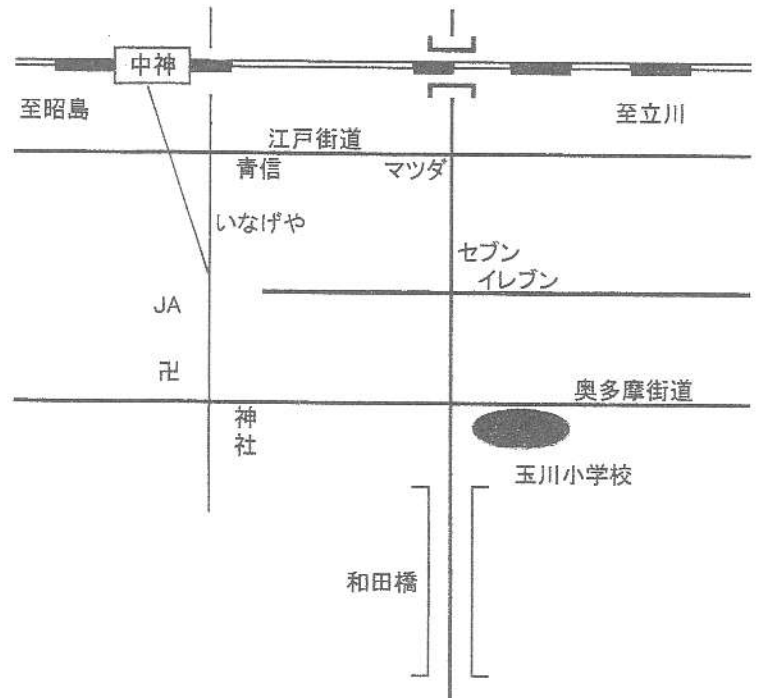 中神
至昭島
至立川
江戸街道
青信
マツダ
いなげや
セブン
イレブン
JA
卍
奥多摩街道
神社
玉川小学校
和田橋